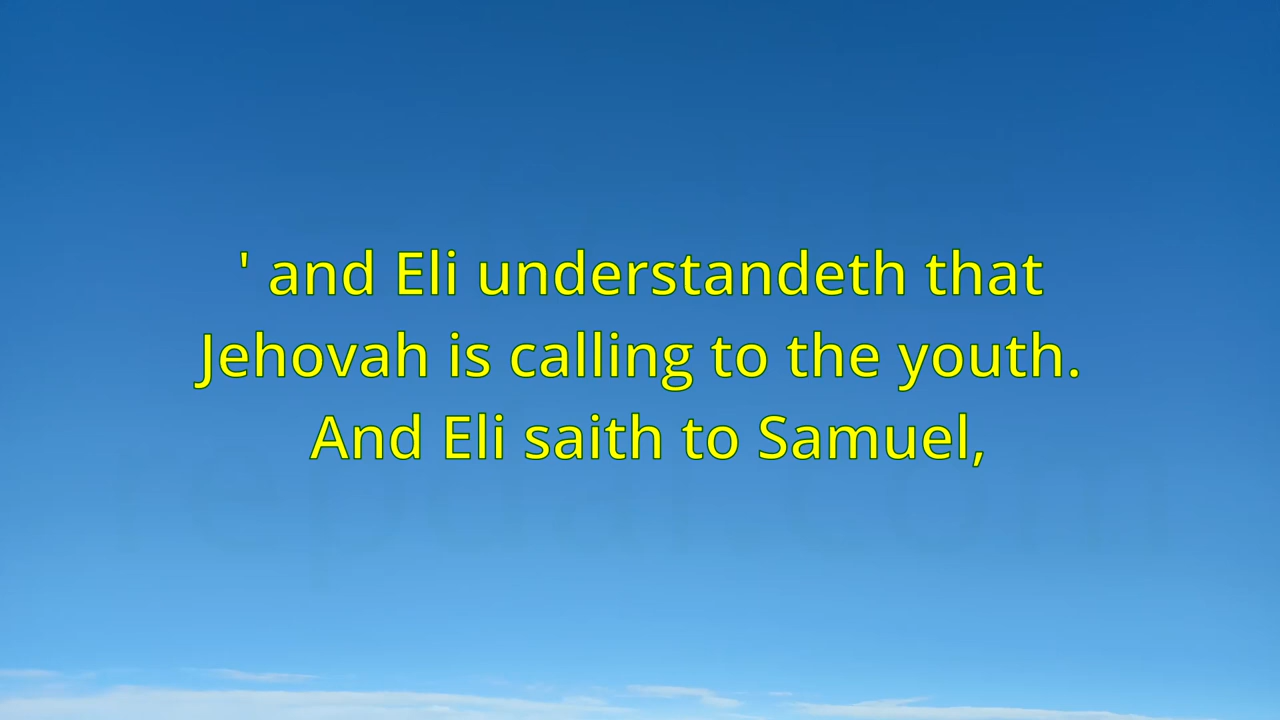 ' and Eli understandeth that
Jehovah is calling to the youth.
And Eli saith to Samuel,